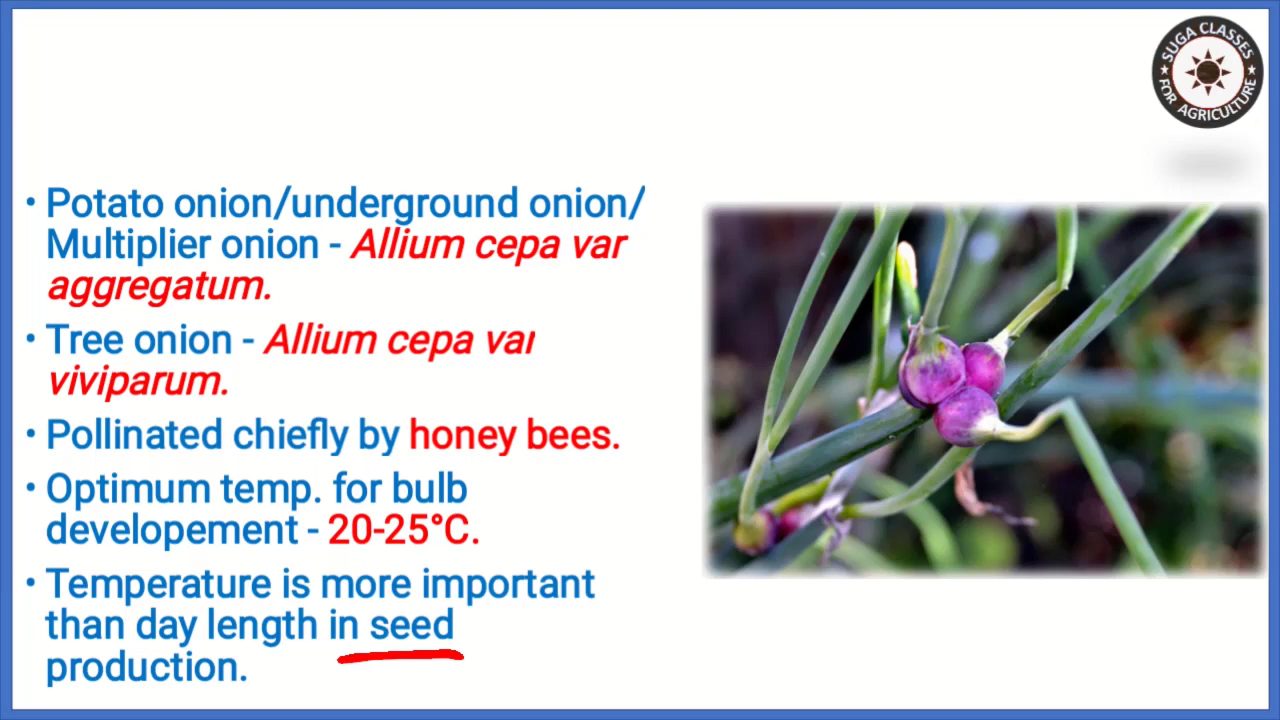 SUGA CLASSES
FOR AGRICULTURE
• Potato onion/underground onion/
Multiplier onion - Allium cepa var
aggregatum.
• Tree onion - Allium cepa var
viviparum.
• Pollinated chiefly by honey bees.
• Optimum temp. for bulb
developement - 20-25°C.
• Temperature is more important
than day length in seed
production.